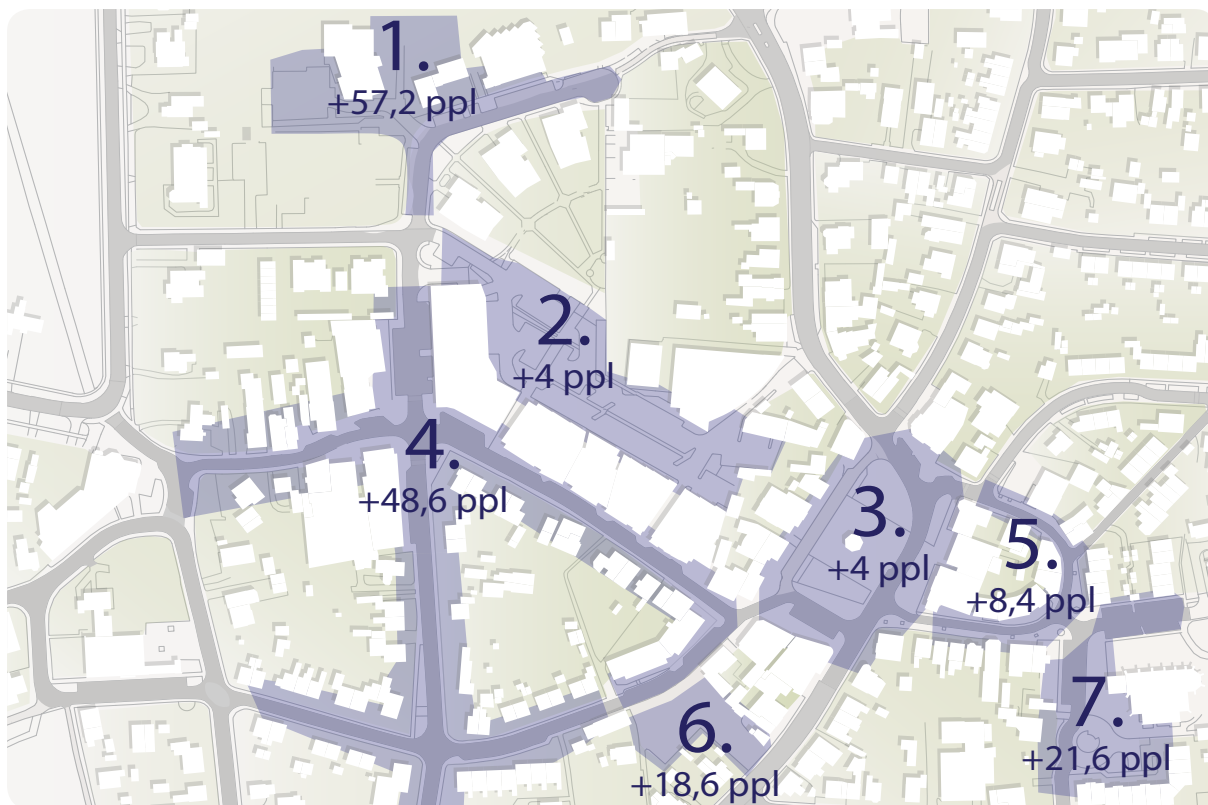 1.
+57,2 ppl
2.
+4 ppl
3.
+4 ppl
4.
+48,6 ppl
5.
+8,4 ppl
6.
+18,6 ppl
7.
+21,6 ppl